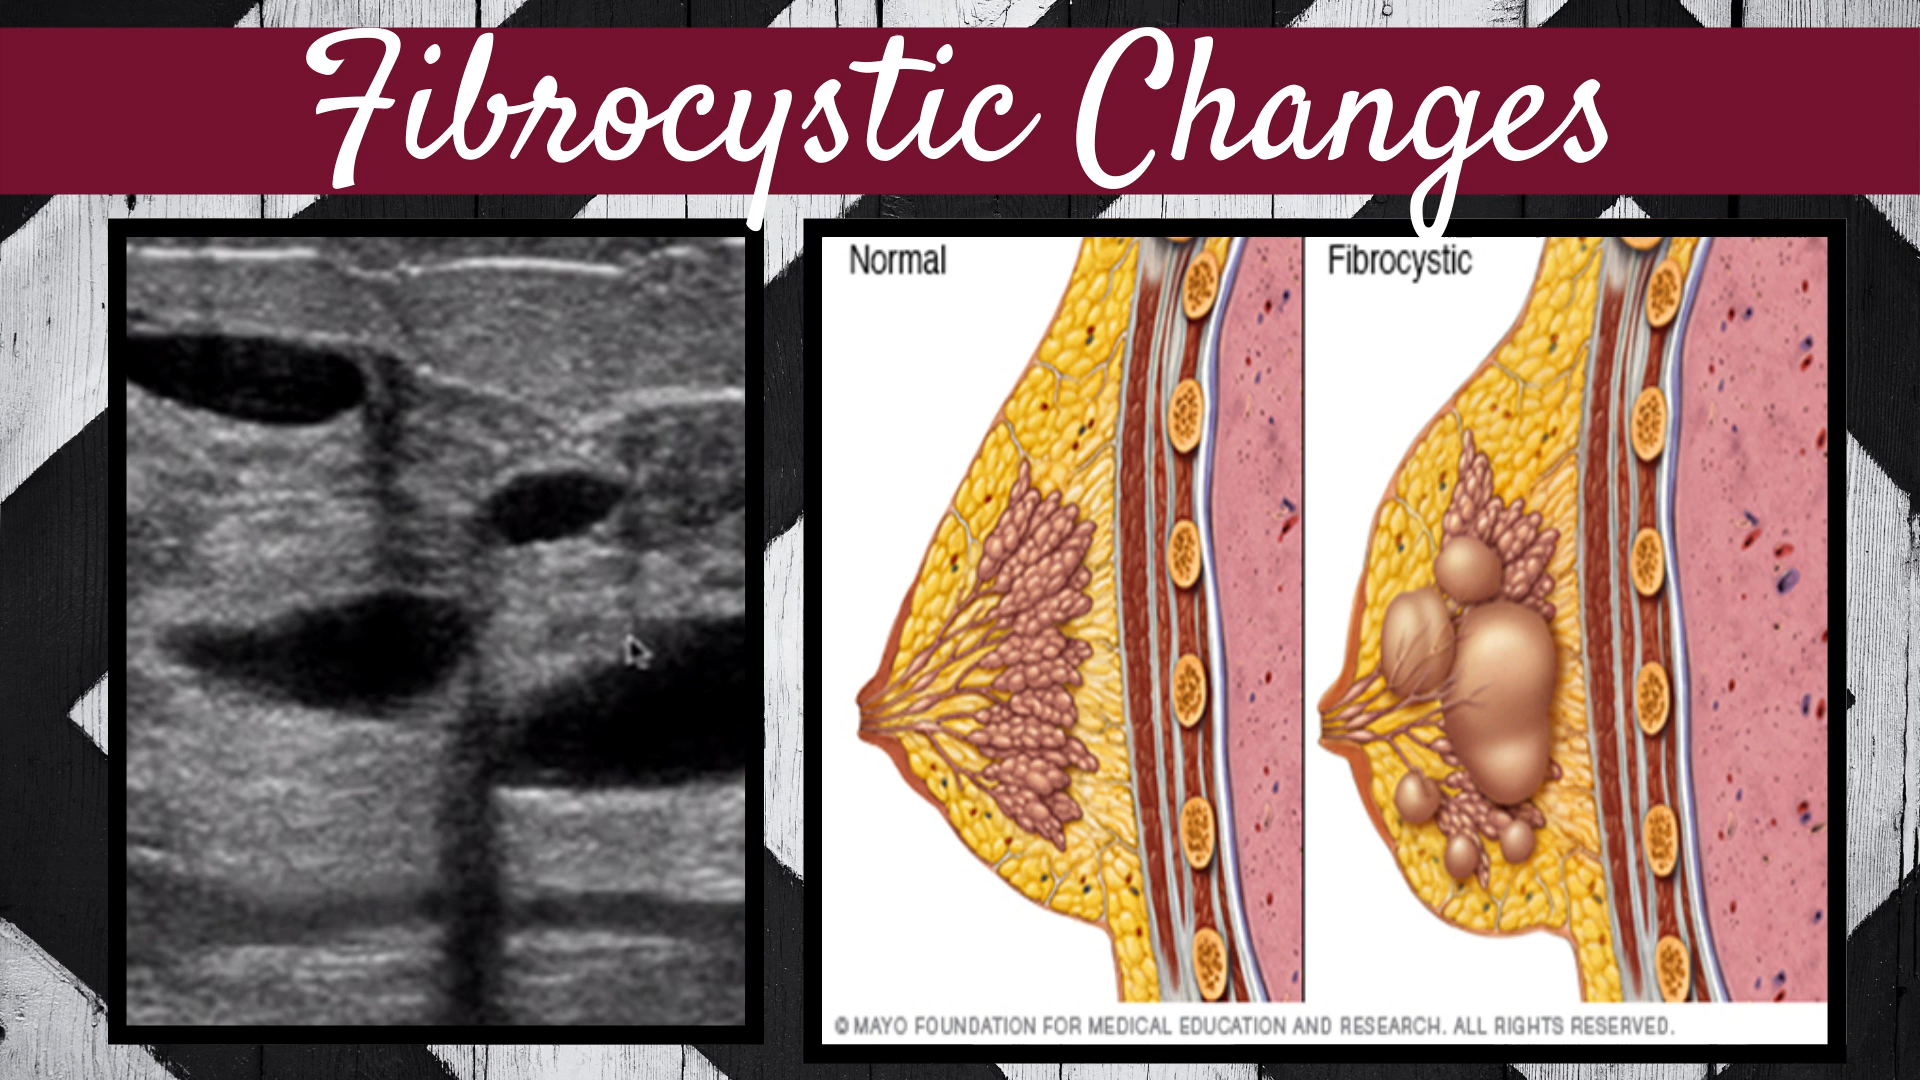 Fibrocystic Changes
Normal
Fibrocystic
© MAYO FOUNDATION FOR MEDICAL EDUCATION AND RESEARCH. ALL RIGHTS RESERVED.